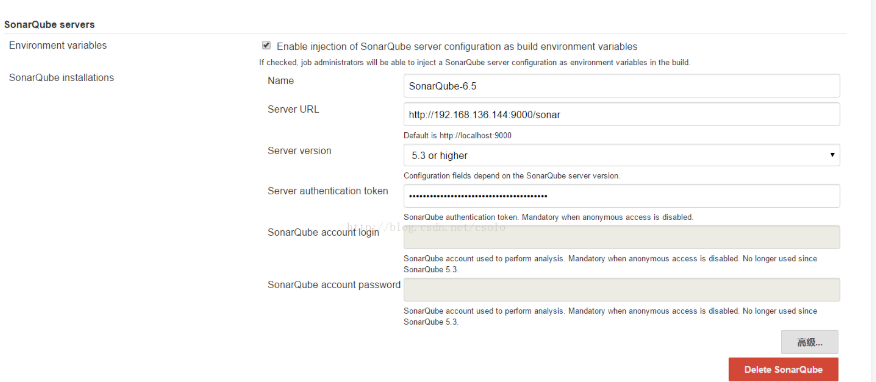 SonarQube servers
Environment variables
Enable injection of SonarQube server configuration as build environment variables
If checked, job administrators will be able to inject a SonarQube server configuration as environment variables in the build.
SonarQube installations
Name
SonarQube-6.5
Server URL
http://192.168.136.144:9000/sonar
Default is http://localhost:9000
Server version
5.3 or higher
Configuration fields depend on the SonarQube server version.
Server authentication token
••••••••••••••••••••••••••••••••••••••••
SonarQube authentication token. Mandatory when anonymous access is disabled.
http://blog.csdn.net/csolo
SonarQube account login
SonarQube account used to perform analysis. Mandatory when anonymous access is disabled. No longer used since
SonarQube 5.3.
SonarQube account password
SonarQube account used to perform analysis. Mandatory when anonymous access is disabled. No longer used since
SonarQube 5.3.
高级...
Delete SonarQube